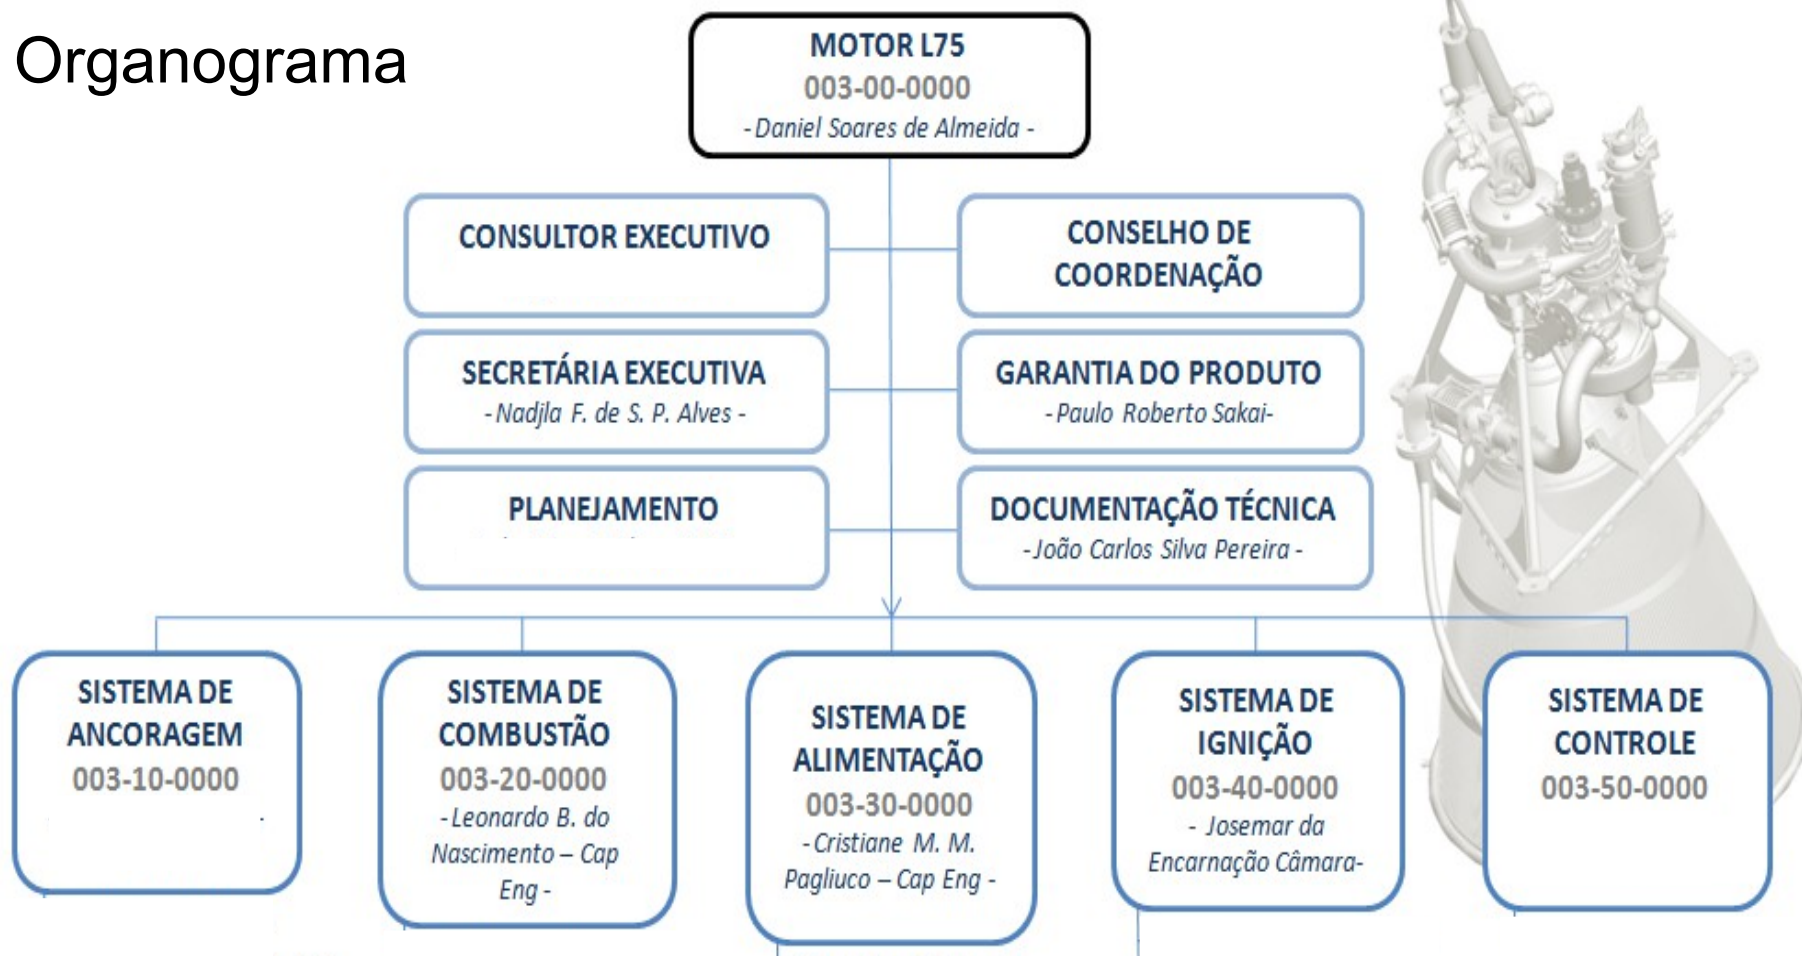 Organograma
MOTOR L75
003-00-0000
- Daniel Soares de Almeida -
CONSULTOR EXECUTIVO
CONSELHO DE
COORDENAÇÃO
SECRETÁRIA EXECUTIVA
- Nadjla F. de S. P. Alves -
GARANTIA DO PRODUTO
- Paulo Roberto Sakai-
PLANEJAMENTO
DOCUMENTAÇÃO TÉCNICA
- João Carlos Silva Pereira -
SISTEMA DE
ANCORAGEM
003-10-0000
SISTEMA DE
COMBUSTÃO
003-20-0000
- Leonardo B. do
Nascimento – Cap
Eng -
SISTEMA DE
ALIMENTAÇÃO
003-30-0000
- Cristiane M. M.
Pagliuco – Cap Eng -
SISTEMA DE
IGNIÇÃO
003-40-0000
- Josemar da
Encarnação Câmara-
SISTEMA DE
CONTROLE
003-50-0000